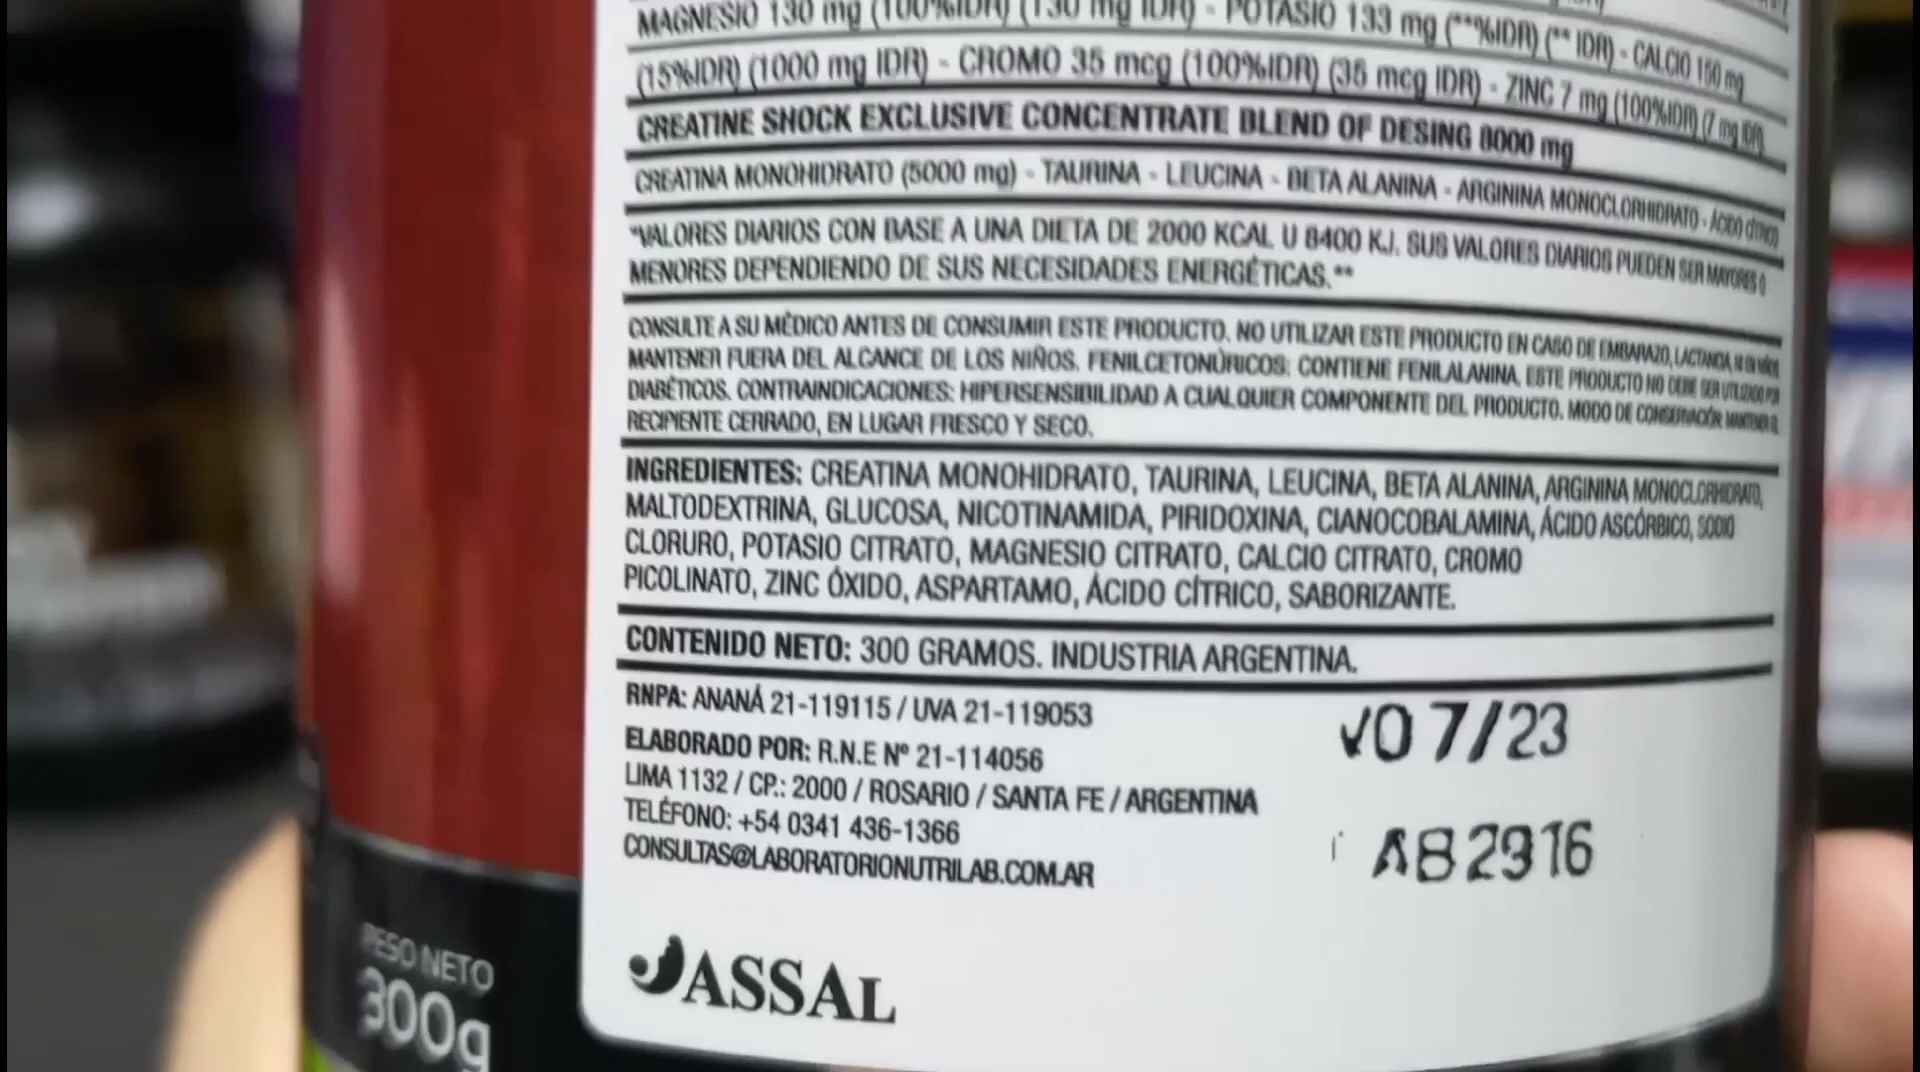 MAGNESIO 130 mg (100%IDR) (130 mg IDR) - POTASIO 133 mg (**%IDR) (** IDR) - CALCIO 150 mg
(15%IDR) (1000 mg IDR) - CROMO 35 mcg (100%IDR) (35 mcg IDR) - ZINC 7 mg (100%IDR) (7 mg IDR)
CREATINE SHOCK EXCLUSIVE CONCENTRATE BLEND OF DESING 8000 mg
CREATINA MONOHIDRATO (5000 mg) - TAURINA - LEUCINA - BETA ALANINA - ARGININA MONOCLORHIDRATO - ÁCIDO CÍTRICO
*VALORES DIARIOS CON BASE A UNA DIETA DE 2000 KCAL U 8400 KJ. SUS VALORES DIARIOS PUEDEN SER MAYORES Ó
MENORES DEPENDIENDO DE SUS NECESIDADES ENERGÉTICAS.**
CONSULTE A SU MÉDICO ANTES DE CONSUMIR ESTE PRODUCTO. NO UTILIZAR ESTE PRODUCTO EN CASO DE EMBARAZO, LACTANCIA, NI EN NIÑOS.
MANTENER FUERA DEL ALCANCE DE LOS NIÑOS. FENILCETONÚRICOS: CONTIENE FENILALANINA. ESTE PRODUCTO NO DEBE SER UTILIZADO POR
DIABÉTICOS. CONTRAINDICACIONES: HIPERSENSIBILIDAD A CUALQUIER COMPONENTE DEL PRODUCTO. MODO DE CONSERVACIÓN: MANTENER EL
RECIPIENTE CERRADO, EN LUGAR FRESCO Y SECO.
INGREDIENTES: CREATINA MONOHIDRATO, TAURINA, LEUCINA, BETA ALANINA, ARGININA MONOCLORHIDRATO,
MALTODEXTRINA, GLUCOSA, NICOTINAMIDA, PIRIDOXINA, CIANOCOBALAMINA, ÁCIDO ASCÓRBICO, SODIO
CLORURO, POTASIO CITRATO, MAGNESIO CITRATO, CALCIO CITRATO, CROMO
PICOLINATO, ZINC ÓXIDO, ASPARTAMO, ÁCIDO CÍTRICO, SABORIZANTE.
CONTENIDO NETO: 300 GRAMOS. INDUSTRIA ARGENTINA.
RNPA: ANANÁ 21-119115 / UVA 21-119053
ELABORADO POR: R.N.E Nº 21-114056
LIMA 1132 / CP.: 2000 / ROSARIO / SANTA FE / ARGENTINA
TELÉFONO: +54 0341 436-1366
CONSULTAS@LABORATORIONUTRILAB.COM.AR
VO 7/23
AB2916
ASSAL
PESO NETO
300g